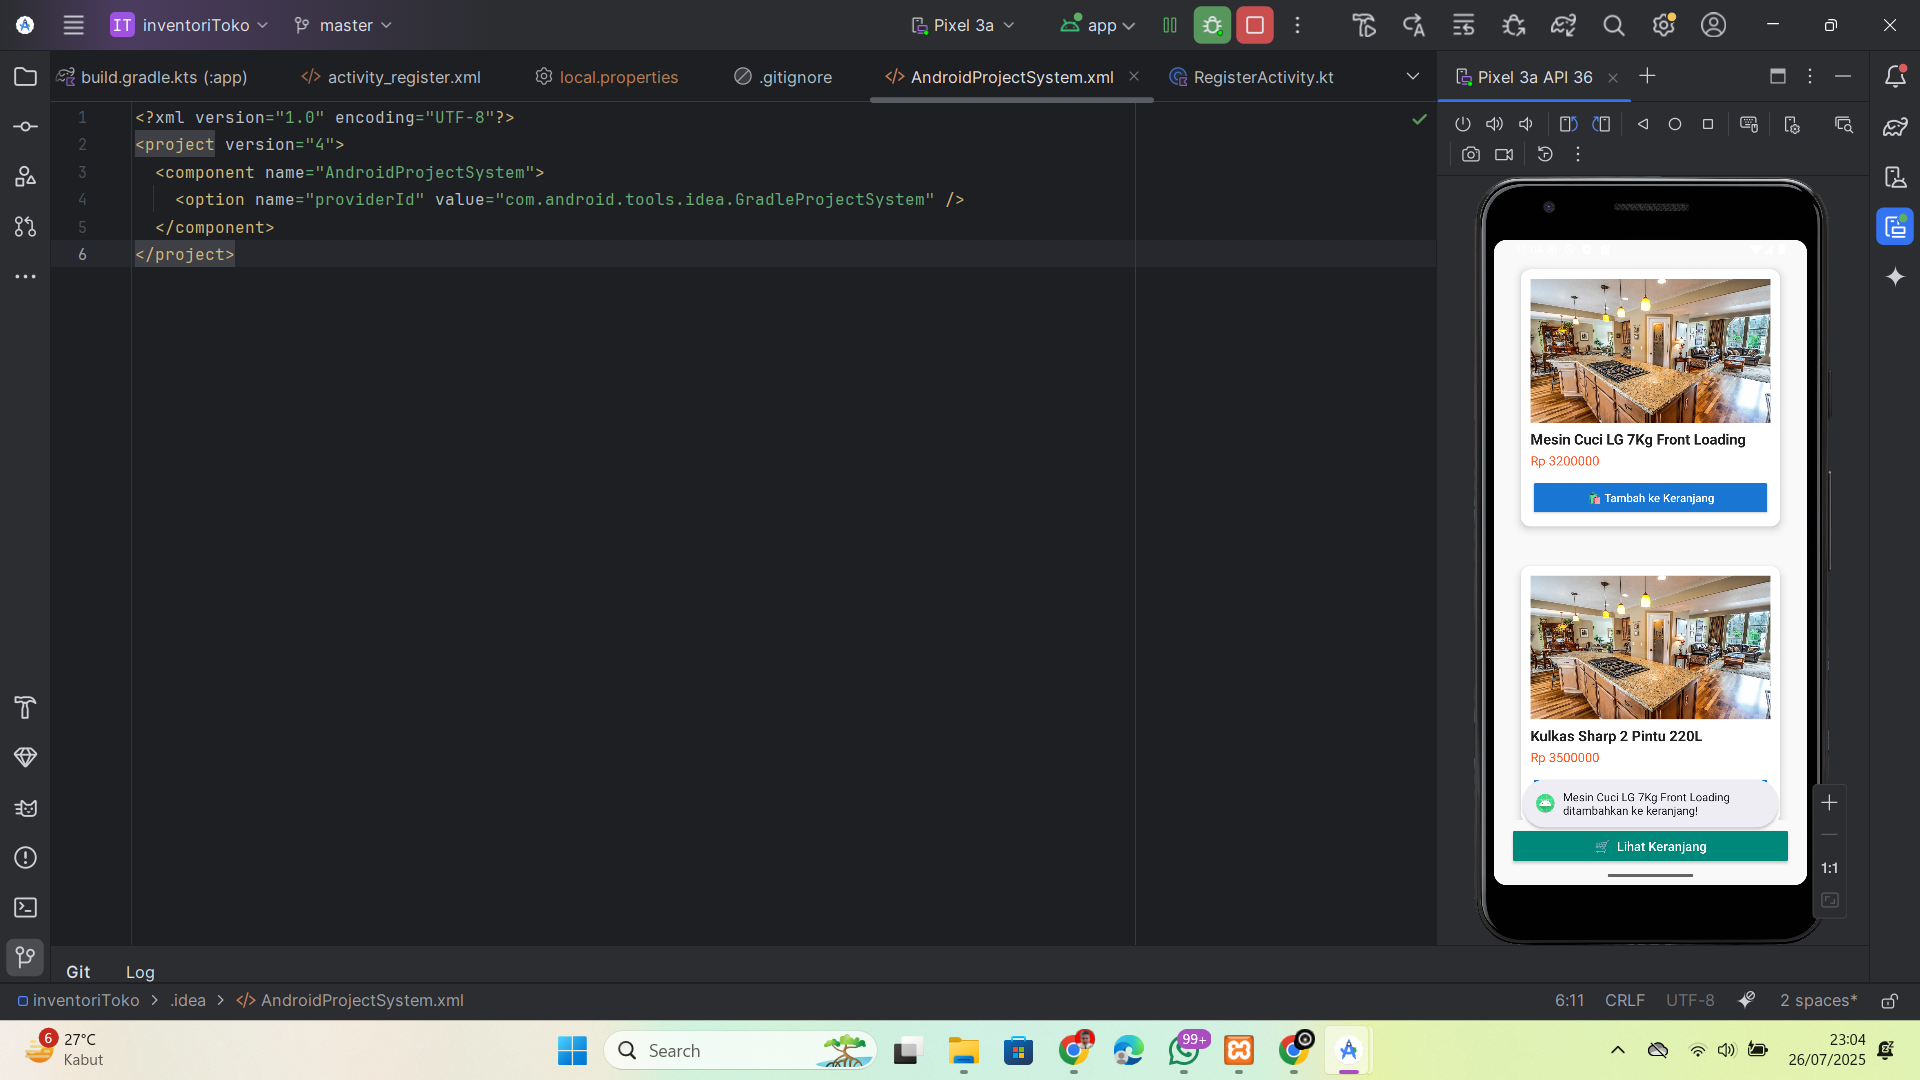 IT inventoriToko
master
Pixel 3a
app
build.gradle.kts (:app)
activity_register.xml
local.properties
.gitignore
AndroidProjectSystem.xml
RegisterActivity.kt
Pixel 3a API 36
1 <?xml version="1.0" encoding="UTF-8"?>
2 <project version="4">
3 <component name="AndroidProjectSystem">
4 <option name="providerId" value="com.android.tools.idea.GradleProjectSystem" />
5 </component>
6 </project>
Mesin Cuci LG 7Kg Front Loading
Rp 3200000
Tambah ke Keranjang
Kulkas Sharp 2 Pintu 220L
Rp 3500000
Mesin Cuci LG 7Kg Front Loading
ditambahkan ke keranjang!
Lihat Keranjang
1:1
Git
Log
inventoriToko > .idea > AndroidProjectSystem.xml
6:11
CRLF
UTF-8
2 spaces*
6
27°C
Kabut
Search
99+
23:04
26/07/2025